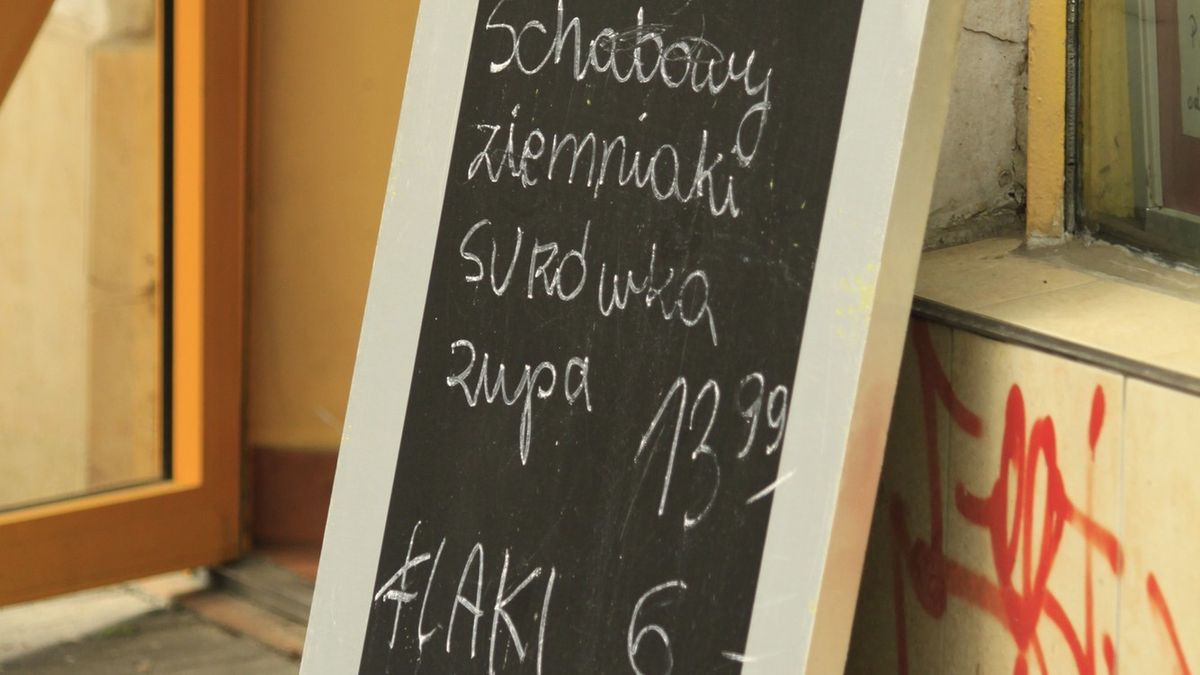 Schabowy
ziemniaki
SURÓWKA
zupa 13 99
FLAKI 6